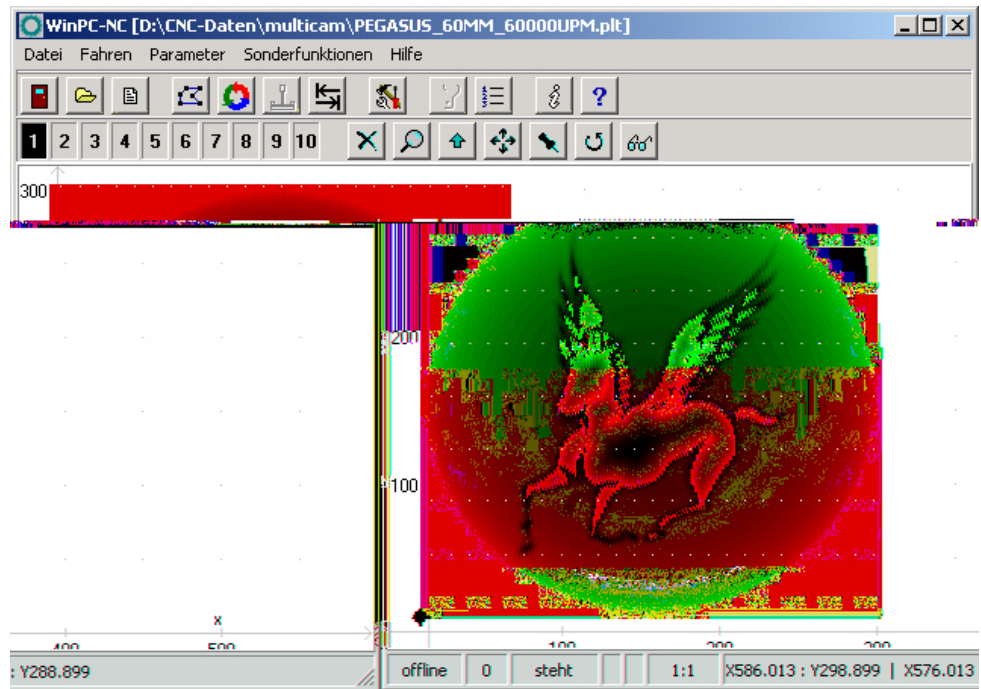 WinPC-NC [D:\CNC-Daten\multicam\PEGASUS_60MM_60000UPM.plt]
Datei Fahren Parameter Sonderfunktionen Hilfe
1 2 3 4 5 6 7 8 9 10
300
200
100
x
400 500 100 200 300
: Y288.899 offline 0 steht 1:1 X586.013 : Y298.899 | X576.013